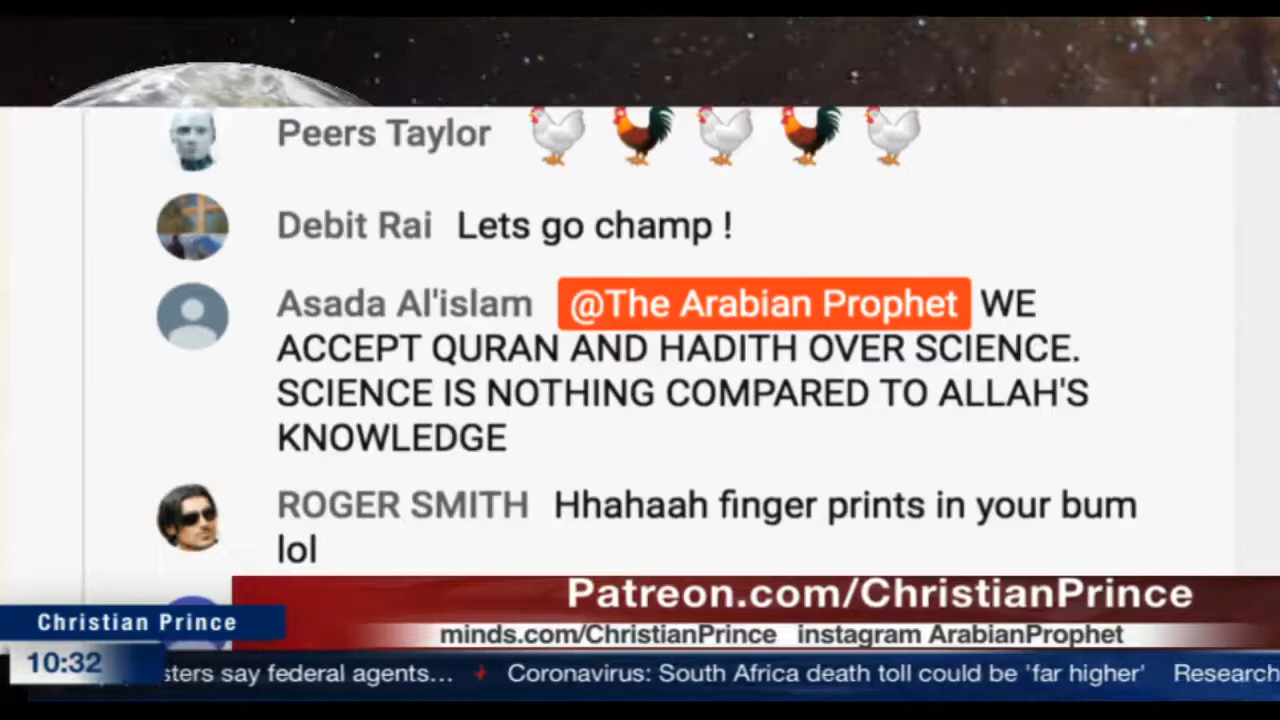 Peers Taylor
Debit Rai Lets go champ !
Asada Al'islam @The Arabian Prophet WE
ACCEPT QURAN AND HADITH OVER SCIENCE.
SCIENCE IS NOTHING COMPARED TO ALLAH'S
KNOWLEDGE
ROGER SMITH Hhahaah finger prints in your bum
lol
Patreon.com/ChristianPrince
Christian Prince
minds.com/ChristianPrince instagram ArabianProphet
10:32
say federal agents... Coronavirus: South Africa death toll could be 'far higher' Research